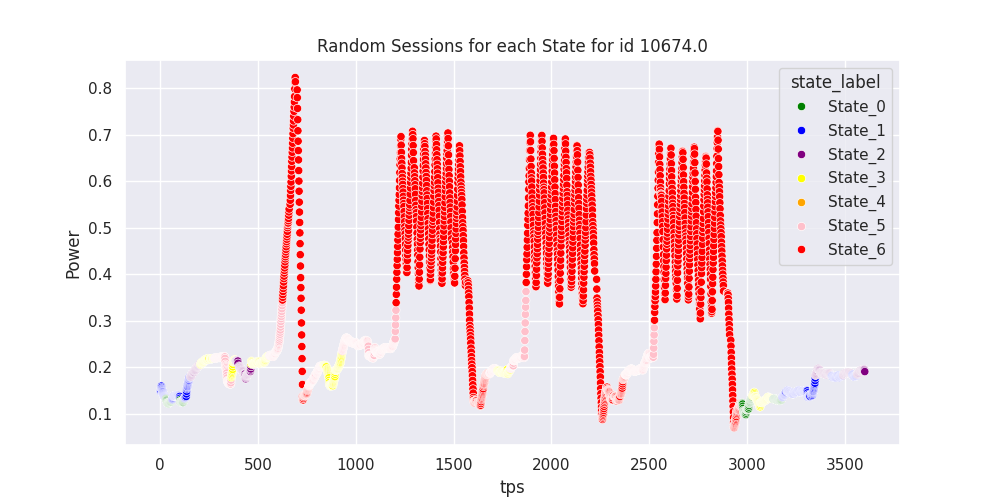 Random Sessions for each State for id 10674.0
Power
0.8
0.7
0.6
0.5
0.4
0.3
0.2
0.1
state_label
State_0
State_1
State_2
State_3
State_4
State_5
State_6
0 500 1000 1500 2000 2500 3000 3500
tps